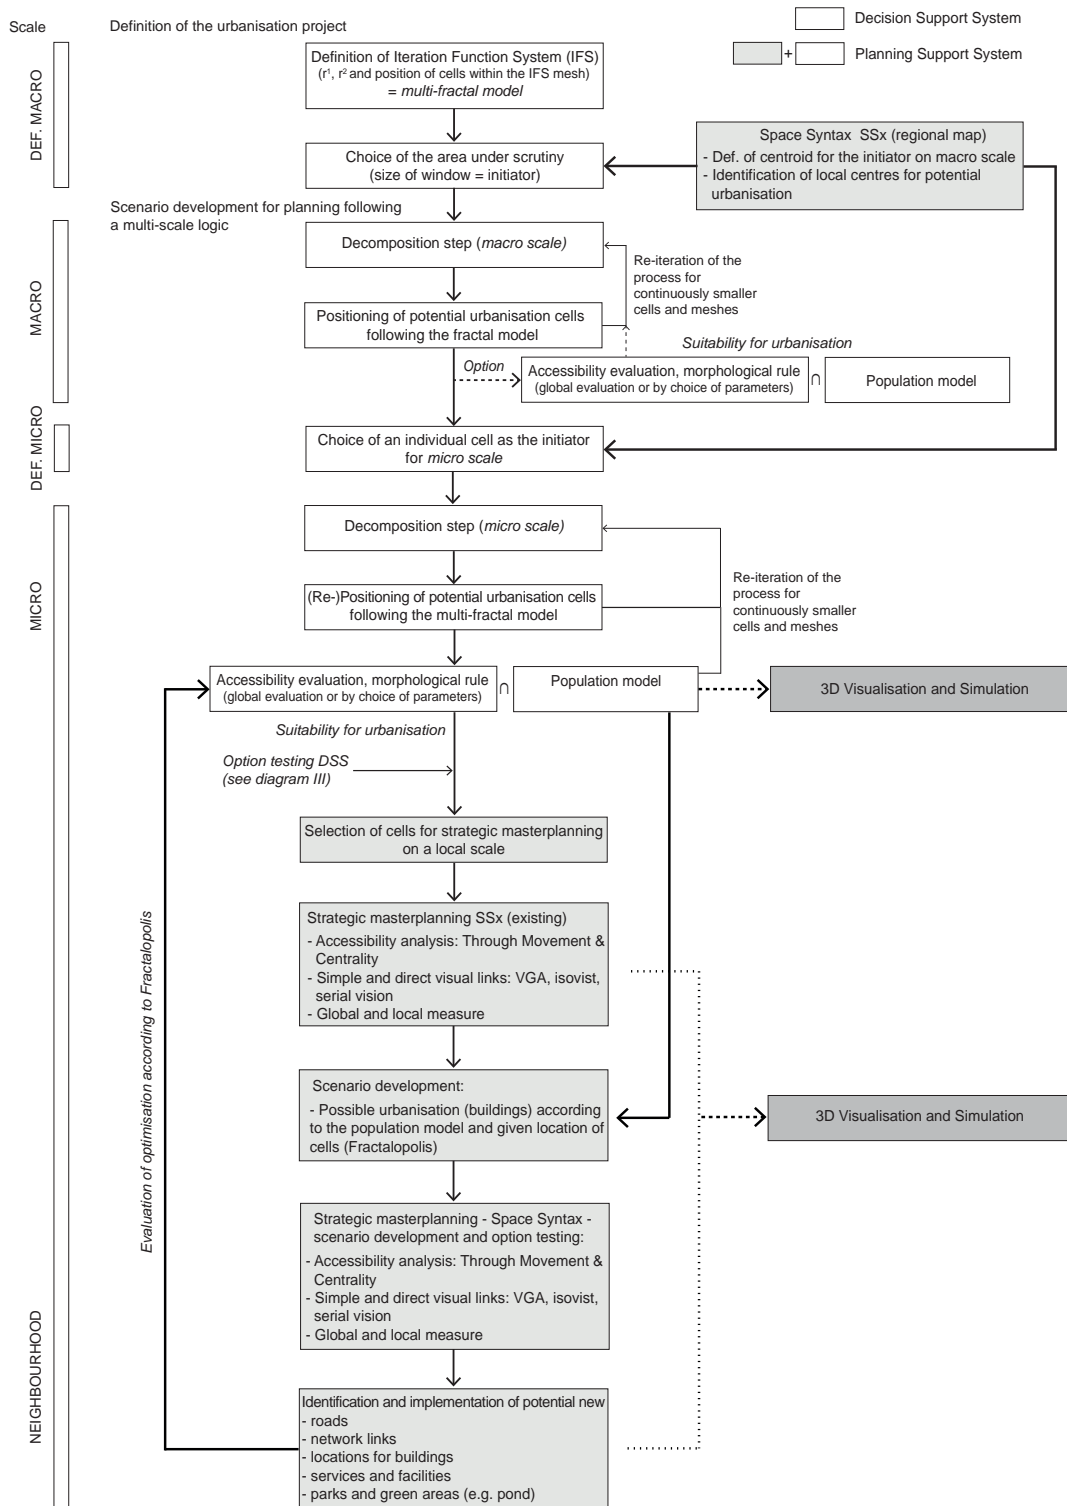 Scale
Definition of the urbanisation project
Decision Support System
+
Planning Support System
DEF. MACRO
Definition of Iteration Function System (IFS)
(r¹, r² and position of cells within the IFS mesh)
= multi-fractal model
Choice of the area under scrutiny
(size of window = initiator)
Space Syntax SSx (regional map)
- Def. of centroid for the initiator on macro scale
- Identification of local centres for potential
urbanisation
Scenario development for planning following
a multi-scale logic
MACRO
Decomposition step (macro scale)
Re-iteration of the
process for
continuously smaller
cells and meshes
Positioning of potential urbanisation cells
following the fractal model
Suitability for urbanisation
Option
Accessibility evaluation, morphological rule
(global evaluation or by choice of parameters)
∩
Population model
DEF. MICRO
Choice of an individual cell as the initiator
for micro scale
MICRO
Decomposition step (micro scale)
Re-iteration of the
process for
continuously smaller
cells and meshes
(Re-)Positioning of potential urbanisation cells
following the multi-fractal model
Accessibility evaluation, morphological rule
(global evaluation or by choice of parameters)
∩
Population model
3D Visualisation and Simulation
Suitability for urbanisation
Option testing DSS
(see diagram III)
Selection of cells for strategic masterplanning
on a local scale
Evaluation of optimisation according to Fractalopolis
Strategic masterplanning SSx (existing)
- Accessibility analysis: Through Movement &
Centrality
- Simple and direct visual links: VGA, isovist,
serial vision
- Global and local measure
Scenario development:
- Possible urbanisation (buildings) according
to the population model and given location of
cells (Fractalopolis)
3D Visualisation and Simulation
Strategic masterplanning - Space Syntax -
scenario development and option testing:
- Accessibility analysis: Through Movement &
Centrality
- Simple and direct visual links: VGA, isovist,
serial vision
- Global and local measure
NEIGHBOURHOOD
Identification and implementation of potential new
- roads
- network links
- locations for buildings
- services and facilities
- parks and green areas (e.g. pond)